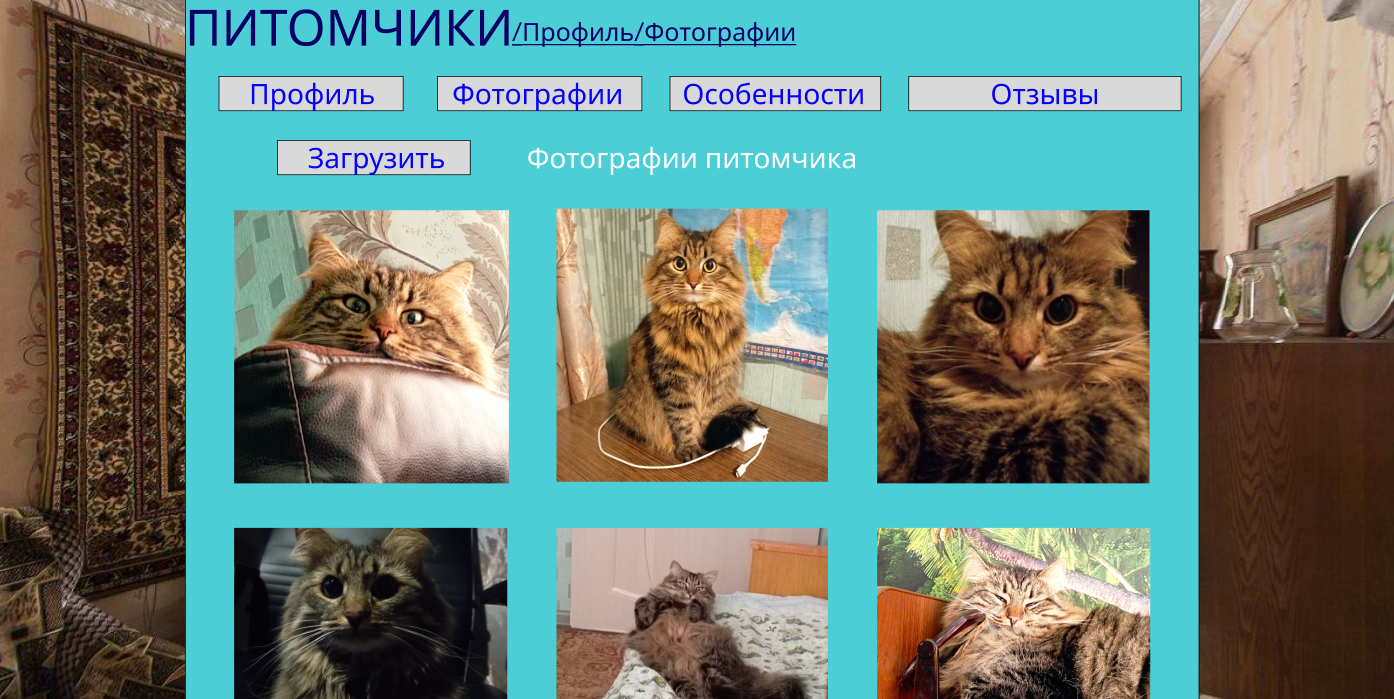 ПИТОМЧИКИ/Профиль/Фотографии
Профиль Фотографии Особенности Отзывы
Загрузить Фотографии питомчика